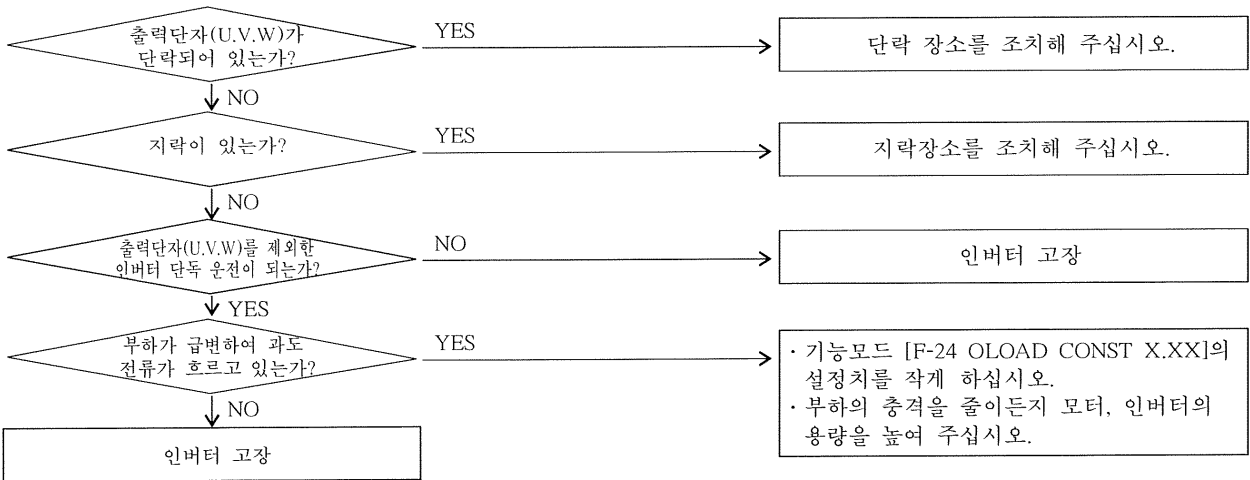 출력단자(U.V.W)가
단락되어 있는가?
YES
단락 장소를 조치해 주십시오.
NO
지락이 있는가?
YES
지락장소를 조치해 주십시오.
NO
출력단자(U.V.W)를 제외한
인버터 단독 운전이 되는가?
NO
인버터 고장
YES
부하가 급변하여 과도
전류가 흐르고 있는가?
YES
· 기능모드 [F-24 OLOAD CONST X.XX]의
설정치를 작게 하십시오.
· 부하의 충격을 줄이든지 모터, 인버터의
용량을 높여 주십시오.
NO
인버터 고장